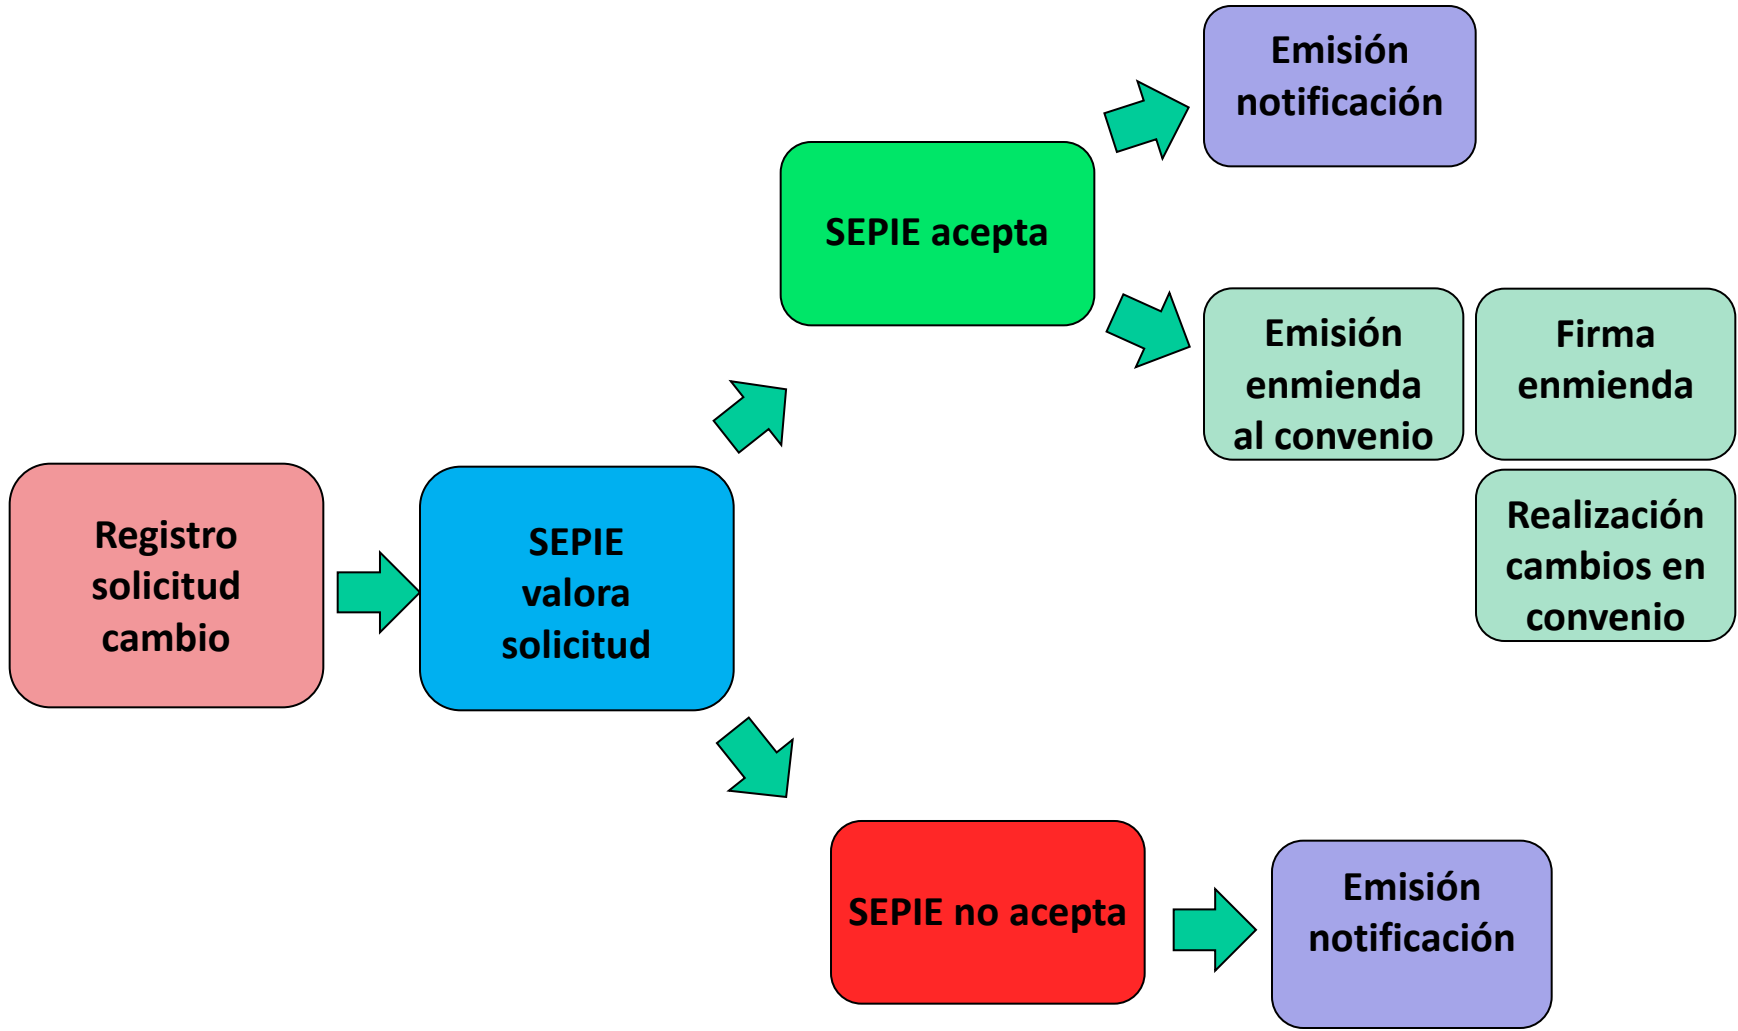 Registro
solicitud
cambio
SEPIE
valora
solicitud
SEPIE acepta
Emisión
notificación
Emisión
enmienda
al convenio
Firma
enmienda
Realización
cambios en
convenio
SEPIE no acepta
Emisión
notificación